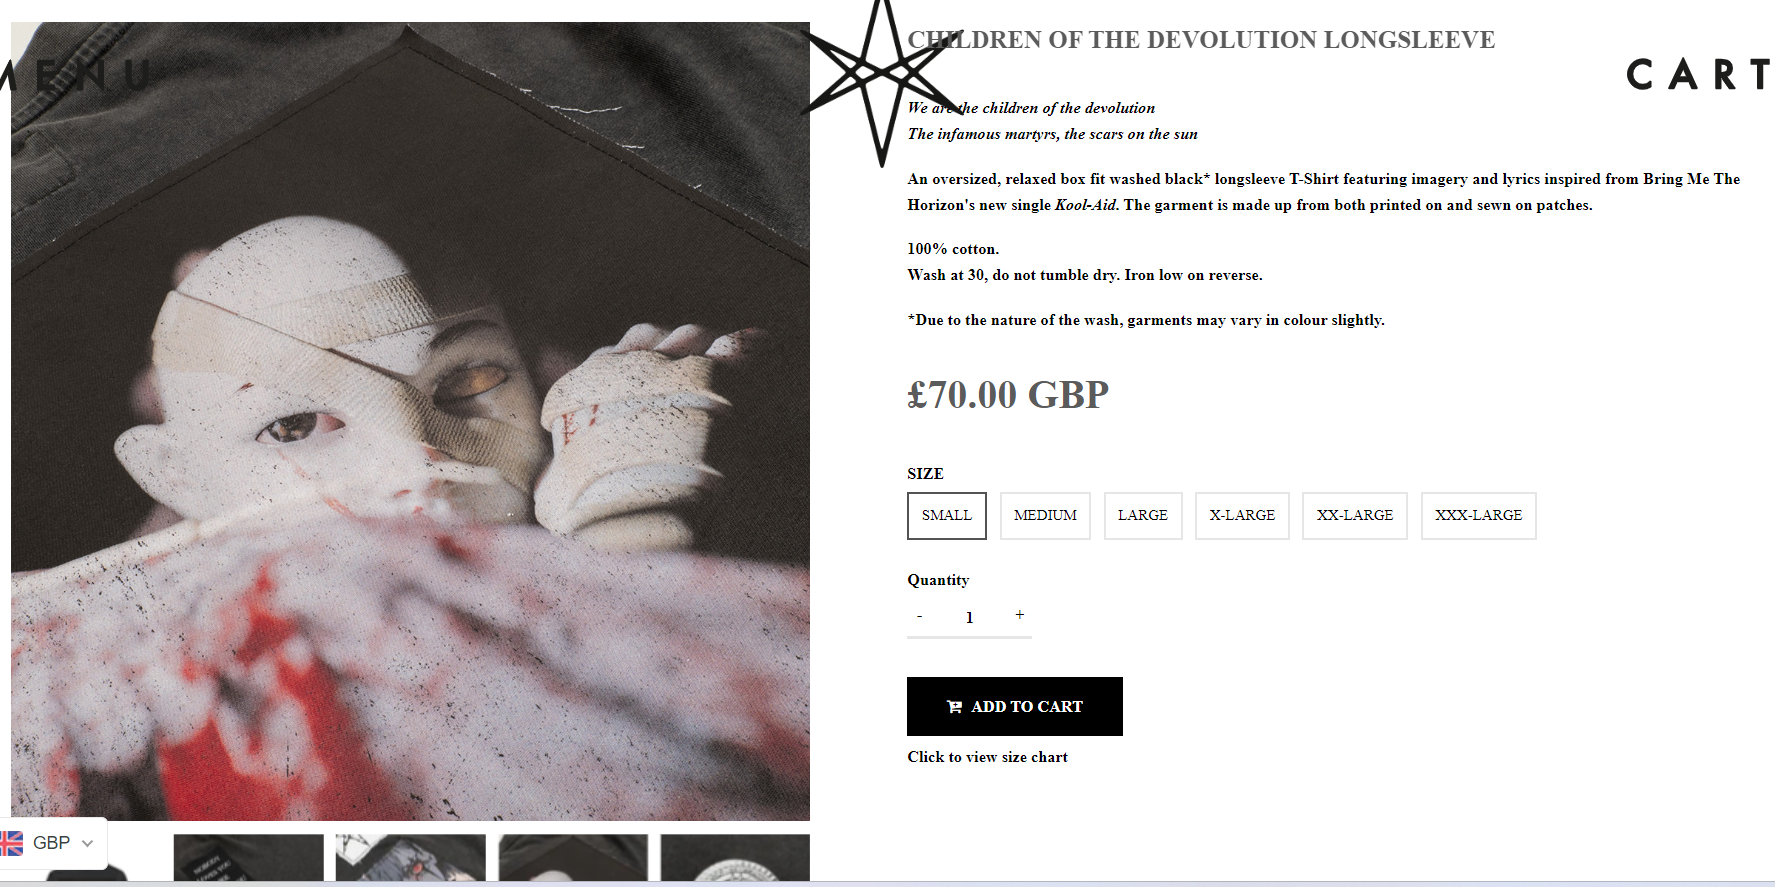 MENU
CHILDREN OF THE DEVOLUTION LONGSLEEVE
CART
We are the children of the devolution
The infamous martyrs, the scars on the sun
An oversized, relaxed box fit washed black* longsleeve T-Shirt featuring imagery and lyrics inspired from Bring Me The
Horizon's new single Kool-Aid. The garment is made up from both printed on and sewn on patches.
100% cotton.
Wash at 30, do not tumble dry. Iron low on reverse.
*Due to the nature of the wash, garments may vary in colour slightly.
£70.00 GBP
SIZE
SMALL MEDIUM LARGE X-LARGE XX-LARGE XXX-LARGE
Quantity
- 1 +
ADD TO CART
Click to view size chart
GBP
NOBODY
LOVES YOU